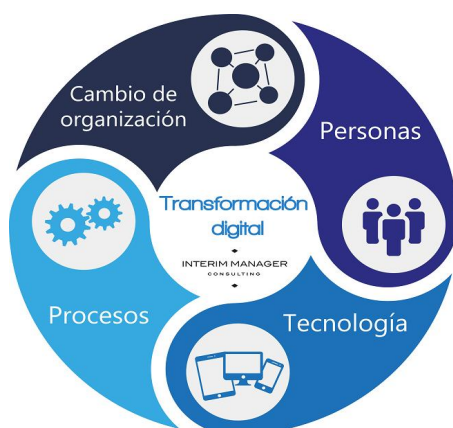 Cambio de
organización
Personas
Transformación
digital
INTERIM MANAGER
CONSULTING
Procesos
Tecnología